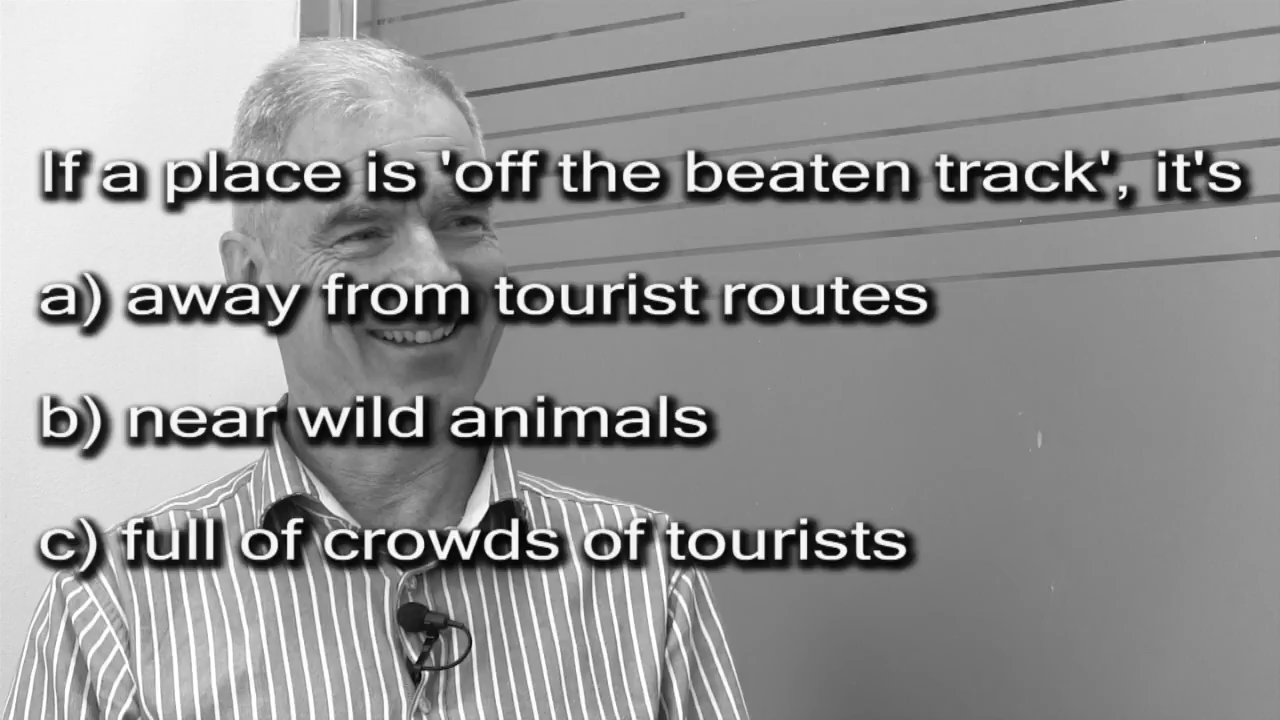 If a place is 'off the beaten track', it's
a) away from tourist routes
b) near wild animals
c) full of crowds of tourists